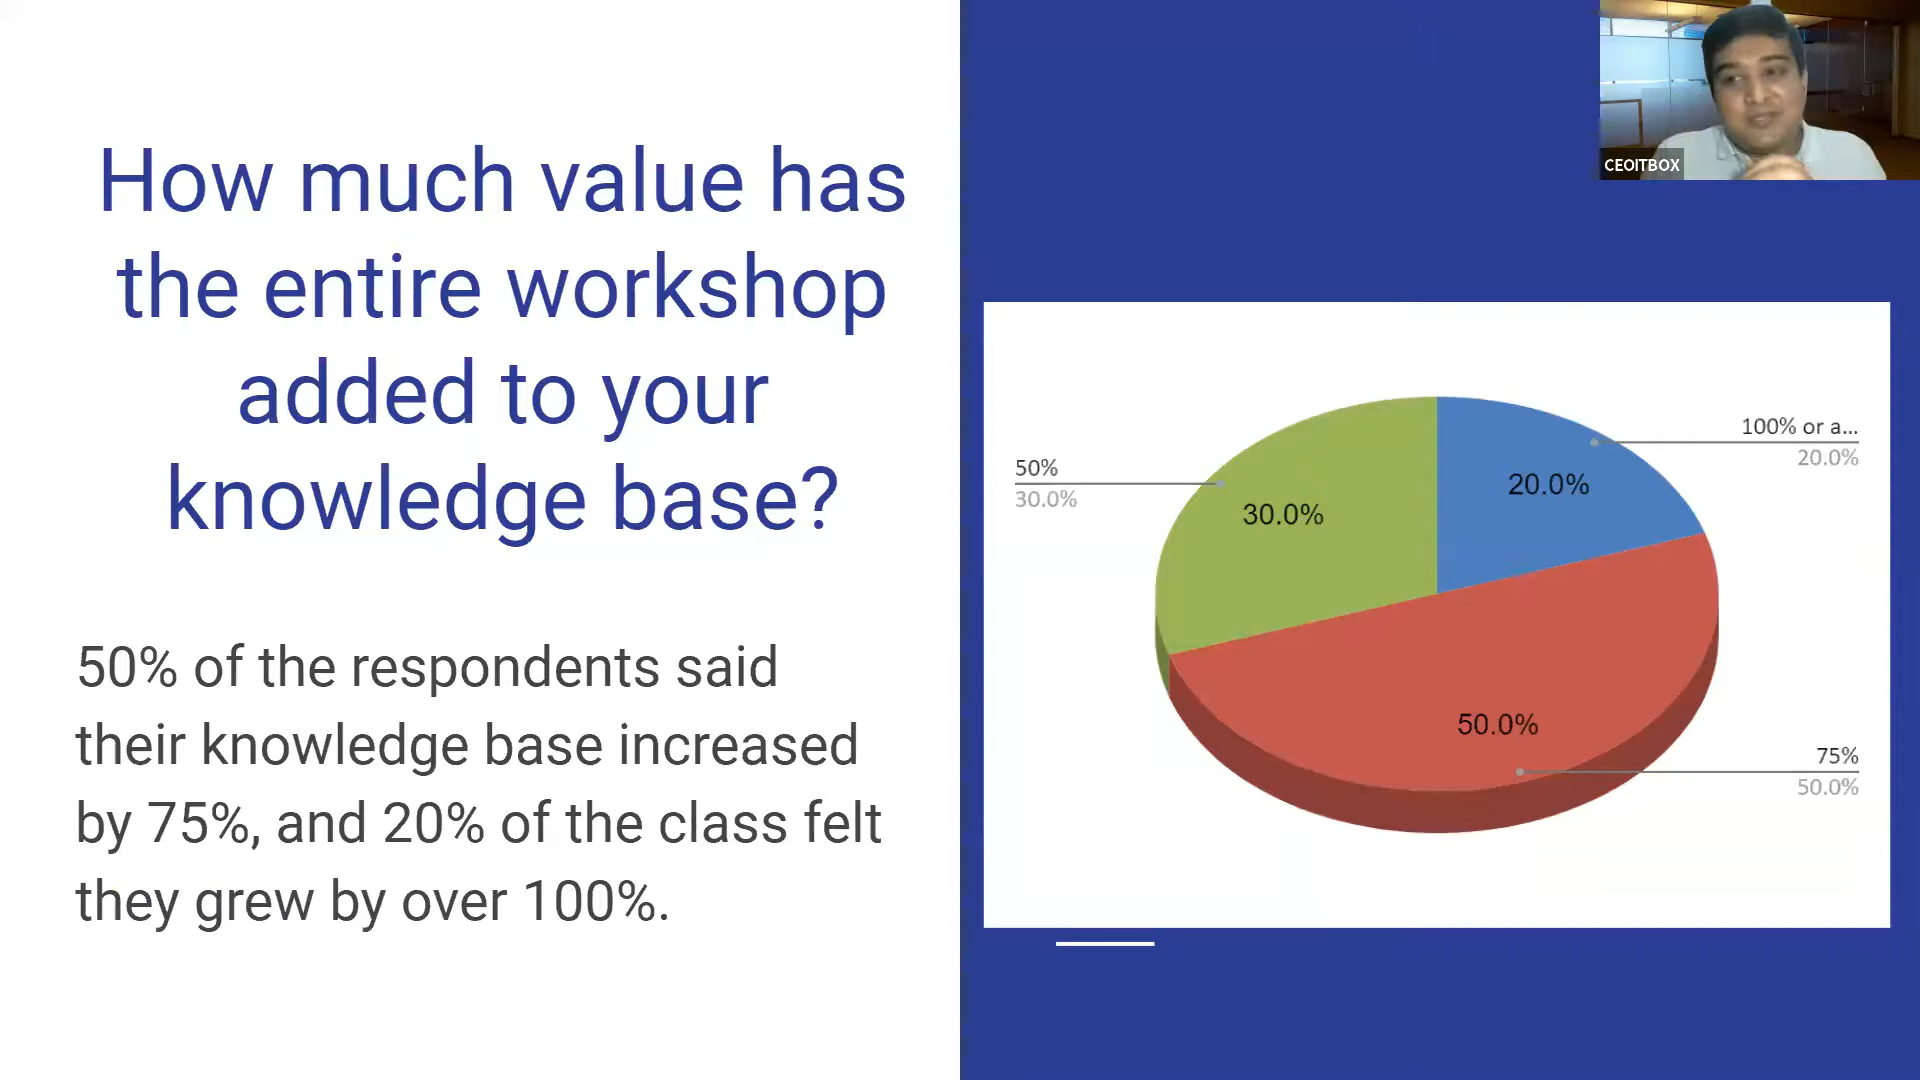 How much value has
the entire workshop
added to your
knowledge base?
50% of the respondents said
their knowledge base increased
by 75%, and 20% of the class felt
they grew by over 100%.
CEOITBOX
100% or a...
20.0%
20.0%
50%
30.0%
30.0%
50.0%
75%
50.0%